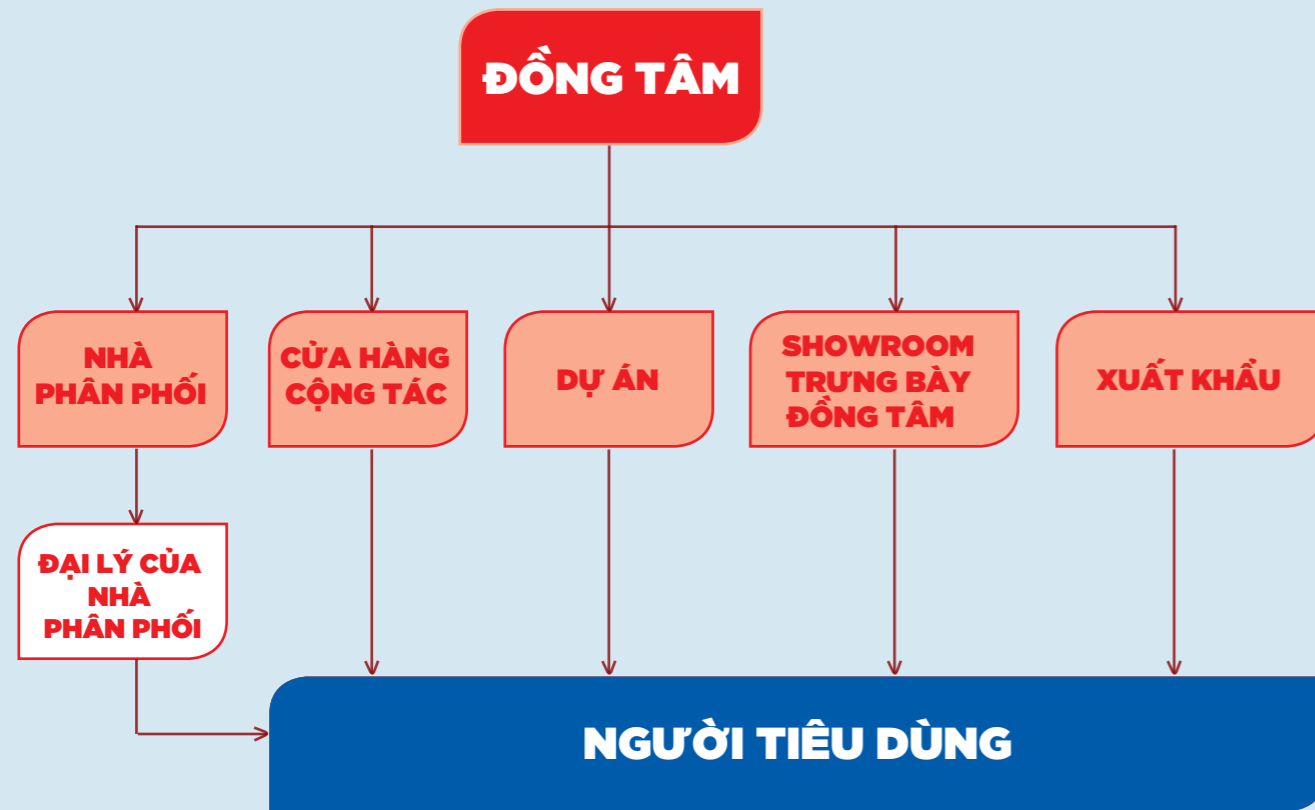 ĐỒNG TÂM
NHÀ
PHÂN PHỐI
CỬA HÀNG
CỘNG TÁC
DỰ ÁN
SHOWROOM
TRƯNG BÀY
ĐỒNG TÂM
XUẤT KHẨU
ĐẠI LÝ CỦA
NHÀ
PHÂN PHỐI
NGƯỜI TIÊU DÙNG